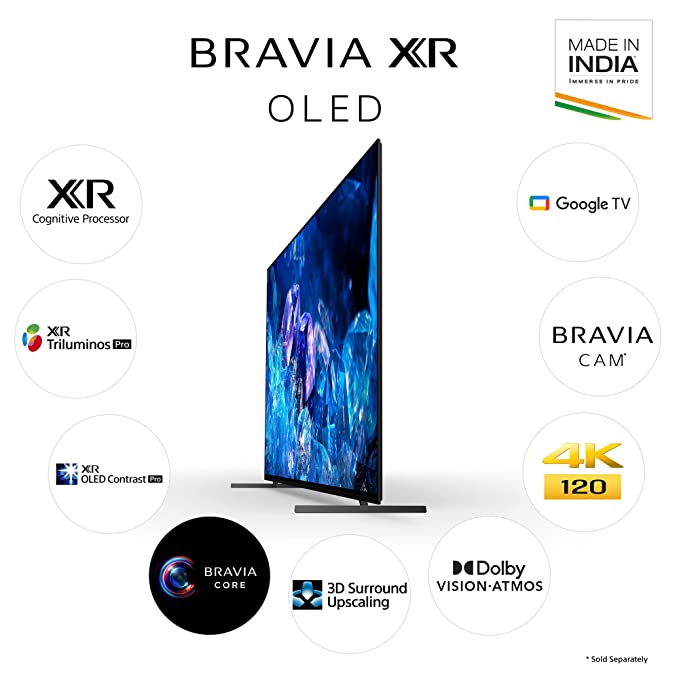 BRAVIA XR
OLED
MADE IN
INDIA
IMMERSE IN PRIDE
XR
Cognitive Processor
Google TV
XR
Triluminos Pro
BRAVIA
CAM*
XR
OLED Contrast Pro
4K
120
BRAVIA
CORE
3D Surround
Upscaling
Dolby
VISION·ATMOS
* Sold Separately